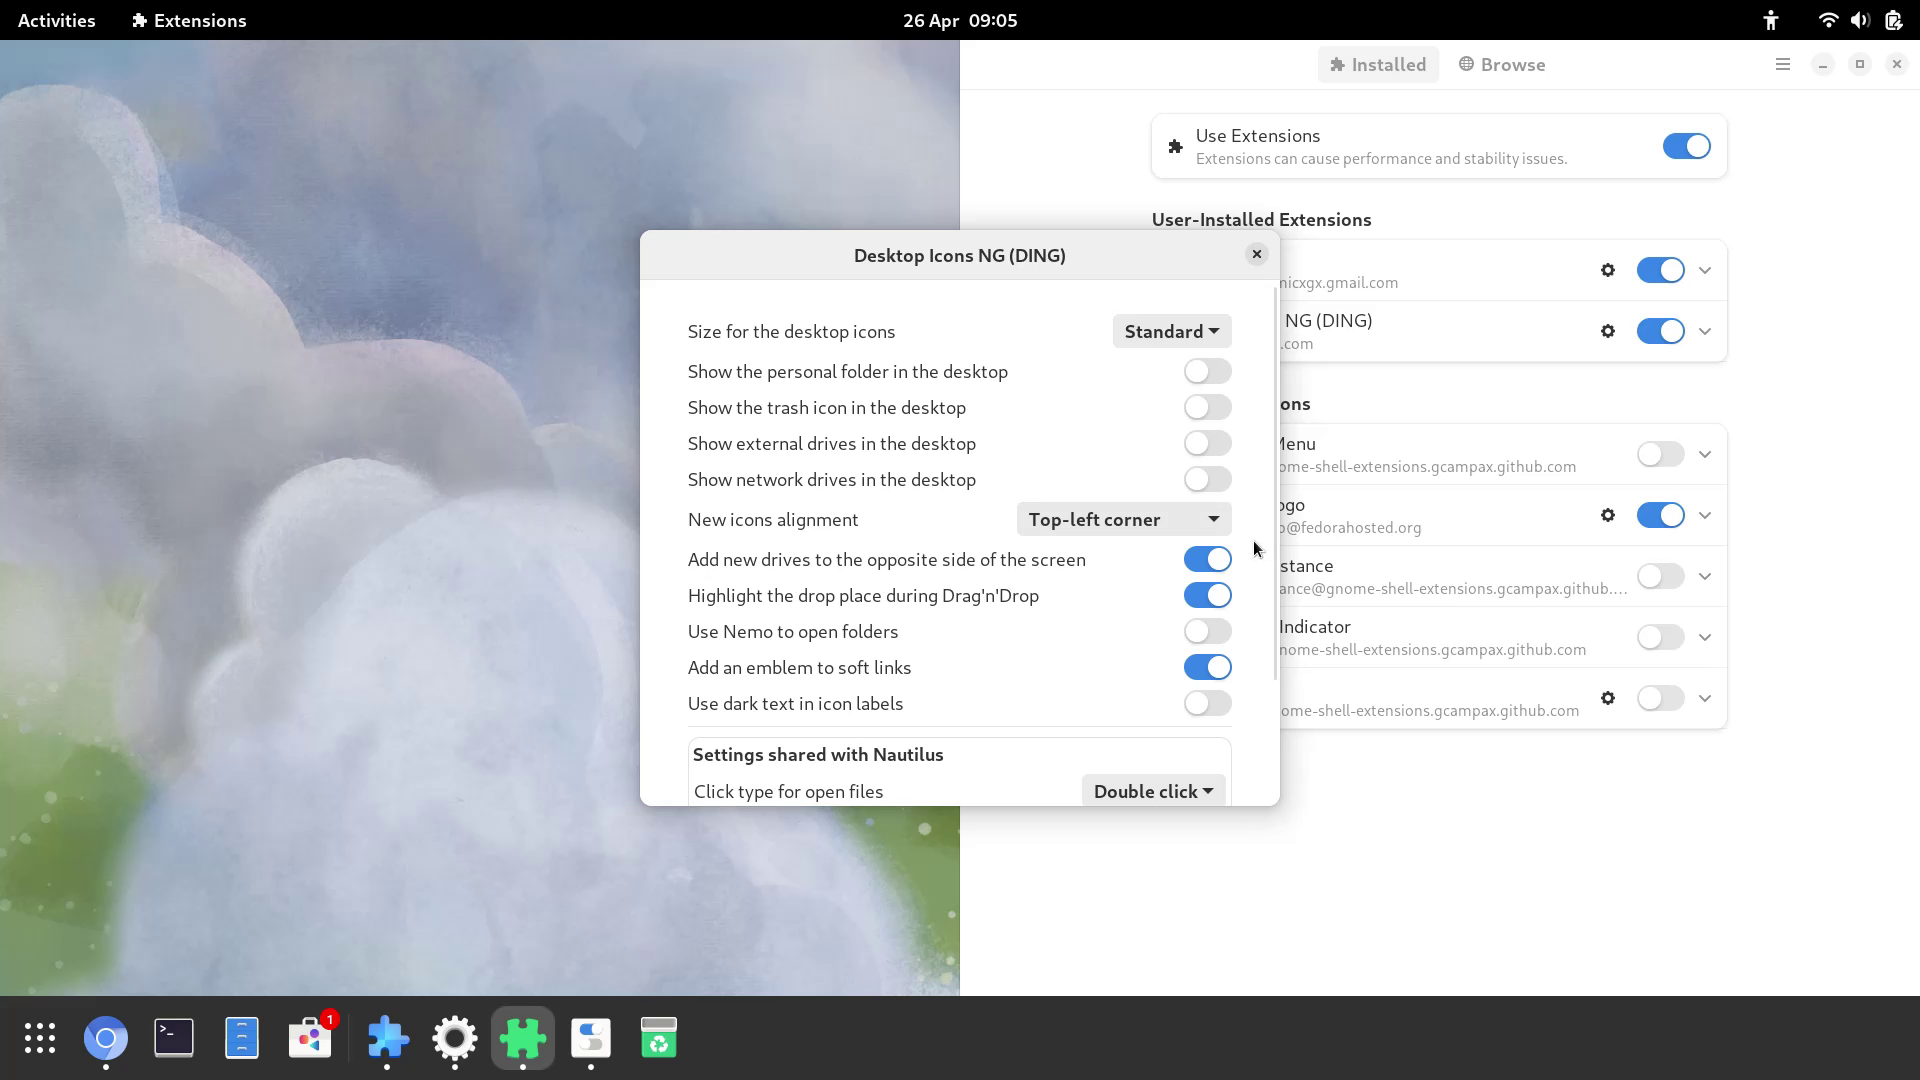 Activities
Extensions
26 Apr 09:05
Installed
Browse
Use Extensions
Extensions can cause performance and stability issues.
User-Installed Extensions
micxgx.gmail.com
NG (DING)
.com
ons
Menu
ome-shell-extensions.gcampax.github.com
ogo
o@fedorahosted.org
stance
ance@gnome-shell-extensions.gcampax.github....
Indicator
nome-shell-extensions.gcampax.github.com
ome-shell-extensions.gcampax.github.com
Desktop Icons NG (DING)
Size for the desktop icons
Standard
Show the personal folder in the desktop
Show the trash icon in the desktop
Show external drives in the desktop
Show network drives in the desktop
New icons alignment
Top-left corner
Add new drives to the opposite side of the screen
Highlight the drop place during Drag'n'Drop
Use Nemo to open folders
Add an emblem to soft links
Use dark text in icon labels
Settings shared with Nautilus
Click type for open files
Double click
>_
1